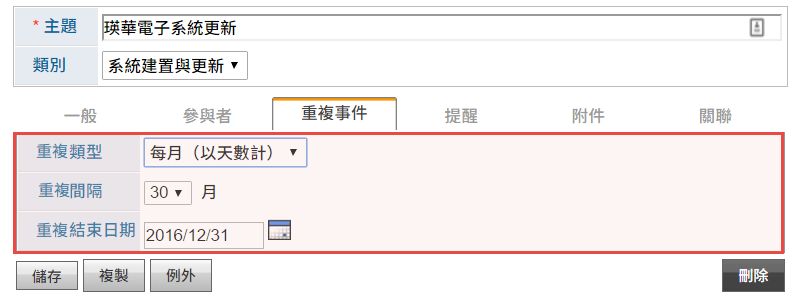 * 主題 瑛華電子系統更新
類別 系統建置與更新
一般 參與者 重複事件 提醒 附件 關聯
重複類型 每月（以天數計）
重複間隔 30 月
重複結束日期 2016/12/31
儲存 複製 例外 刪除